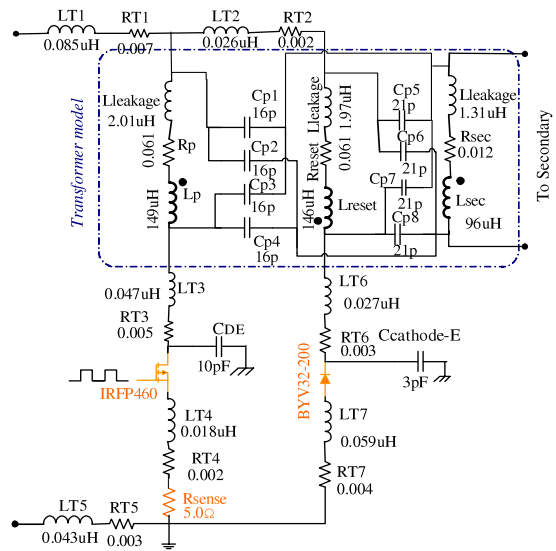 LT1
0.085uH
RT1
0.007
LT2
0.026uH
RT2
0.002
Transformer model
Lleakage
2.01uH
Rp
0.061
Lp
149uH
Cp1
16p
Cp2
16p
Cp3
16p
Cp4
16p
Rreset Lleakage
0.061 1.97uH
Lreset
146uH
Cp5
21p
Cp6
21p
Cp7
21p
Cp8
21p
Lleakage
1.31uH
Rsec
0.012
Lsec
96uH
To Secondary
LT3
0.047uH
RT3
0.005
CDE
10pF
IRFP460
LT4
0.018uH
RT4
0.002
Rsense
5.0Ω
LT5
0.043uH
RT5
0.003
LT6
0.027uH
RT6
0.003
Ccathode-E
3pF
BYV32-200
LT7
0.059uH
RT7
0.004